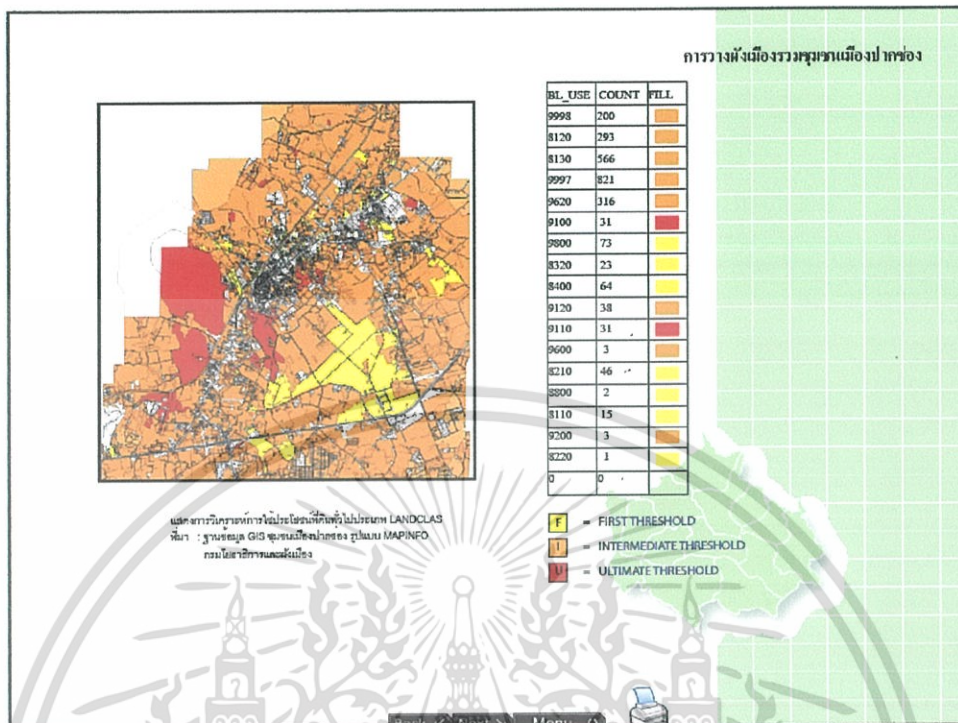 การวางผังเมืองรวมชุมชนเมืองปากช่อง
BL_USE COUNT FILL
9998 200
8120 293
8130 566
9997 821
9620 316
9100 31
9800 73
8320 23
8400 64
9120 38
9110 31
9600 3
8210 46
8800 2
8110 15
9200 3
8220 1
0 0
แสดงการวิเคราะห์การใช้ประโยชน์ที่ดินทั่วไปประเภท LANDCLAS
ที่มา : ฐานข้อมูล GIS ชุมชนเมืองปากช่อง รูปแบบ MAPINFO
กรมโยธาธิการและผังเมือง
F = FIRST THRESHOLD
I = INTERMEDIATE THRESHOLD
U = ULTIMATE THRESHOLD
Menu